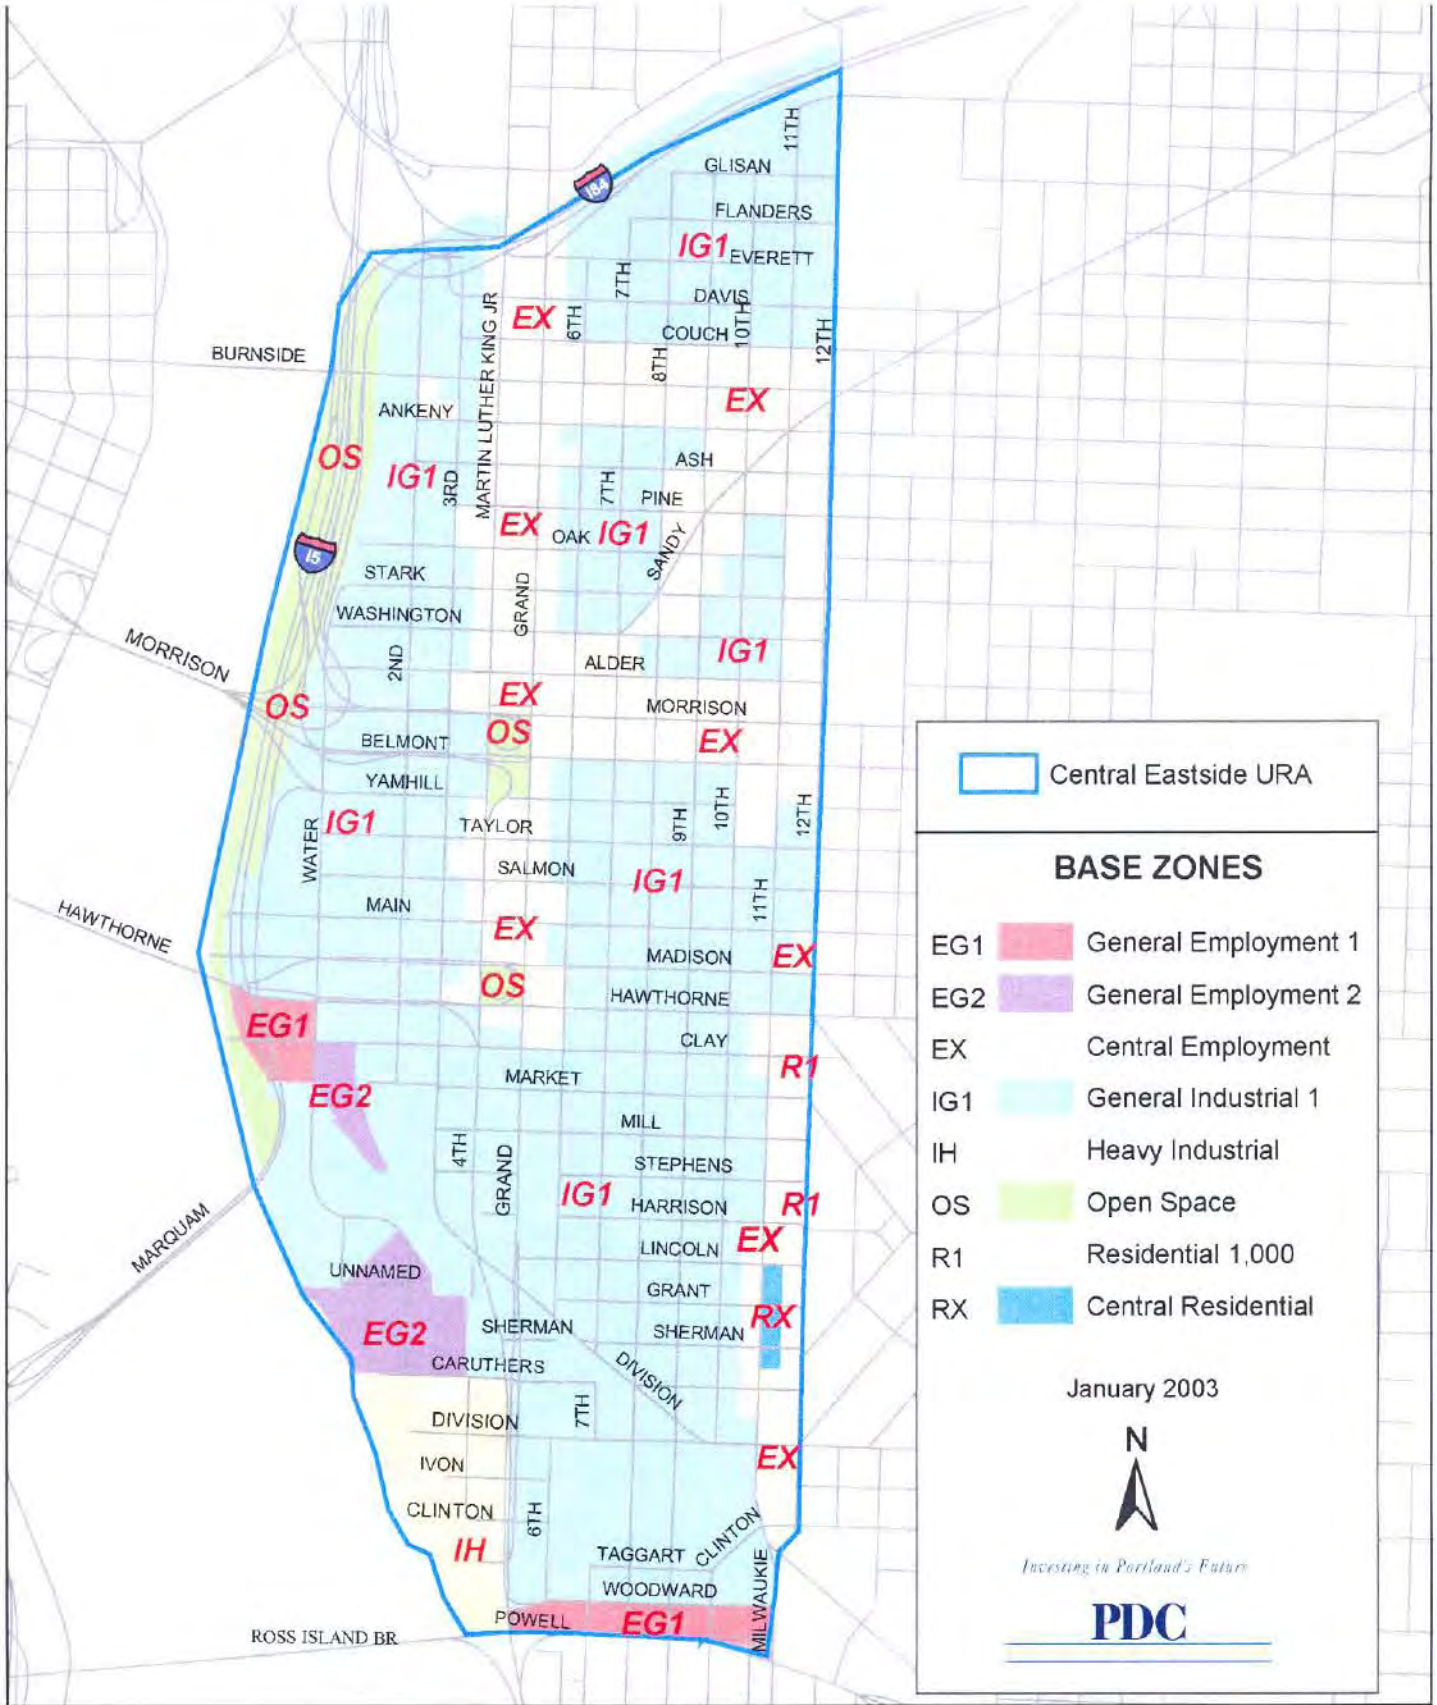 11TH
GLISAN
184
FLANDERS
IG1
EVERETT
7TH
DAVIS
EX
6TH
MARTIN LUTHER KING JR
COUCH
10TH
12TH
BURNSIDE
8TH
EX
ANKENY
OS
IG1
3RD
ASH
7TH
PINE
EX
OAK
IG1
SANDY
15
STARK
GRAND
WASHINGTON
MORRISON
2ND
ALDER
IG1
EX
OS
MORRISON
OS
BELMONT
EX
YAMHILL
WATER
IG1
TAYLOR
9TH
10TH
12TH
SALMON
IG1
11TH
MAIN
HAWTHORNE
EX
MADISON
EX
OS
HAWTHORNE
EG1
CLAY
R1
MARKET
EG2
MILL
4TH
GRAND
STEPHENS
IG1
HARRISON
R1
MARQUAM
LINCOLN
EX
UNNAMED
GRANT
RX
EG2
SHERMAN
SHERMAN
CARUTHERS
DIVISION
7TH
DIVISION
EX
IVON
CLINTON
6TH
IH
TAGGART
CLINTON
WOODWARD
MILWAUKIE
POWELL
EG1
ROSS ISLAND BR
Central Eastside URA
BASE ZONES
EG1 General Employment 1
EG2 General Employment 2
EX Central Employment
IG1 General Industrial 1
IH Heavy Industrial
OS Open Space
R1 Residential 1,000
RX Central Residential
January 2003
N
Investing in Portland's Future
PDC